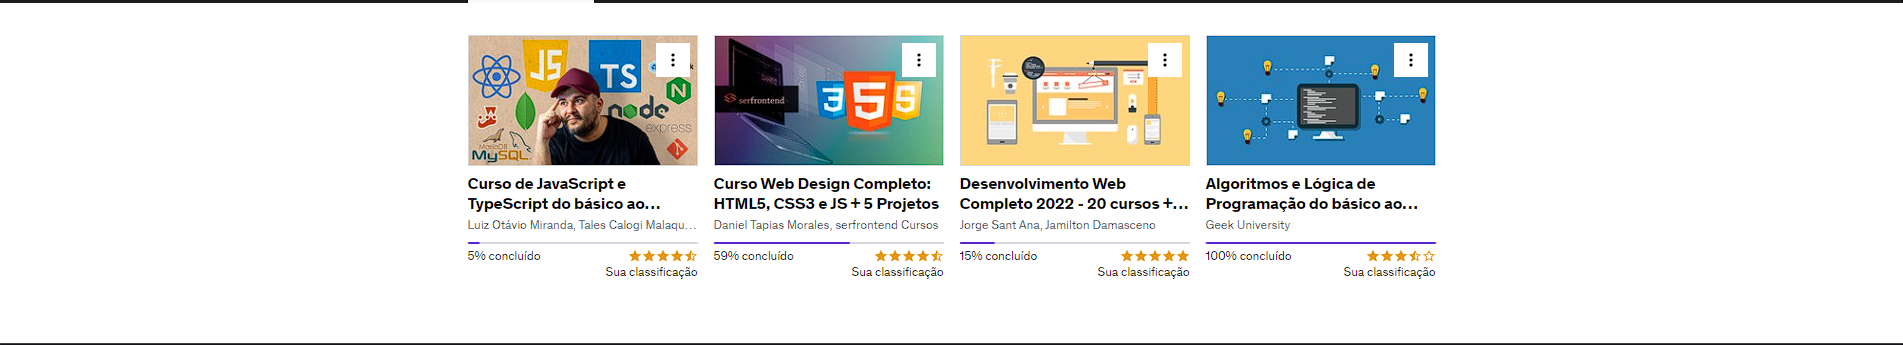 JS
TS
node
express
MariaDB
MySQL
Curso de JavaScript e
TypeScript do básico ao...
Luiz Otávio Miranda, Tales Calogi Malaqu...
5% concluído
Sua classificação
serfrontend
3 5 S
Curso Web Design Completo:
HTML5, CSS3 e JS + 5 Projetos
Daniel Tapias Morales, serfrontend Cursos
59% concluído
Sua classificação
Desenvolvimento Web
Completo 2022 - 20 cursos +...
Jorge Sant Ana, Jamilton Damasceno
15% concluído
Sua classificação
Algoritmos e Lógica de
Programação do básico ao...
Geek University
100% concluído
Sua classificação